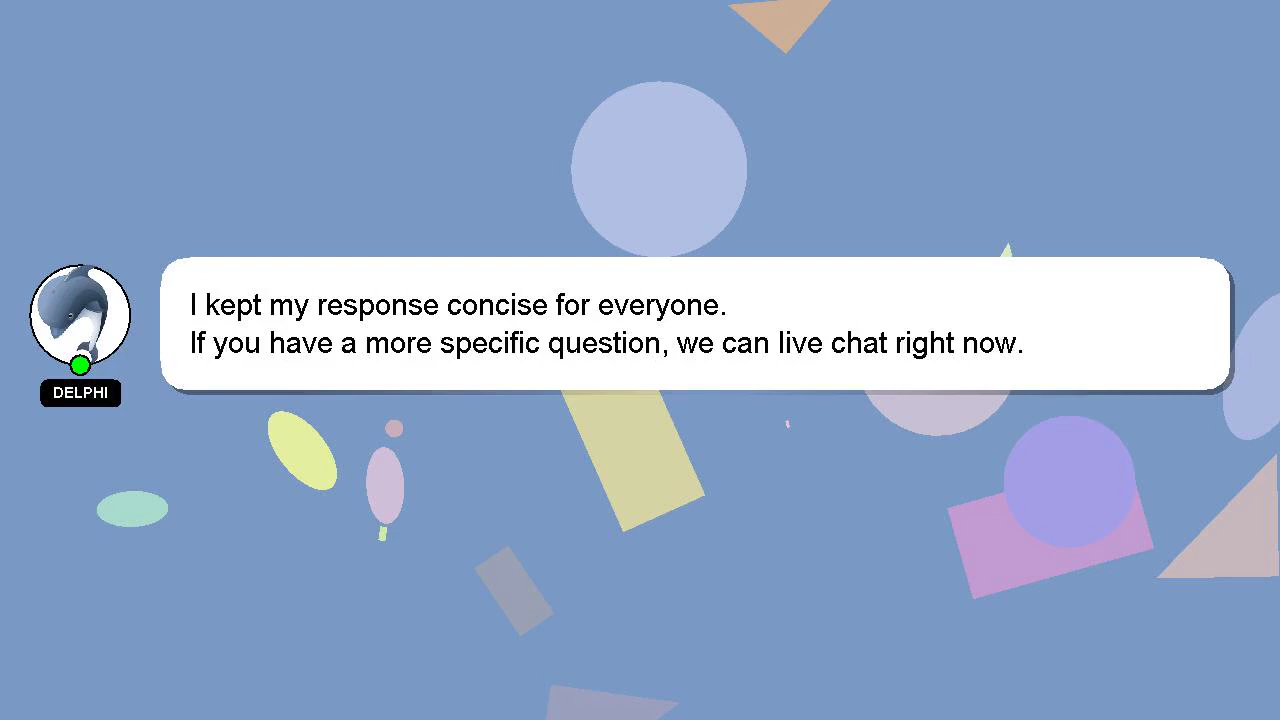 I kept my response concise for everyone.
If you have a more specific question, we can live chat right now.
DELPHI